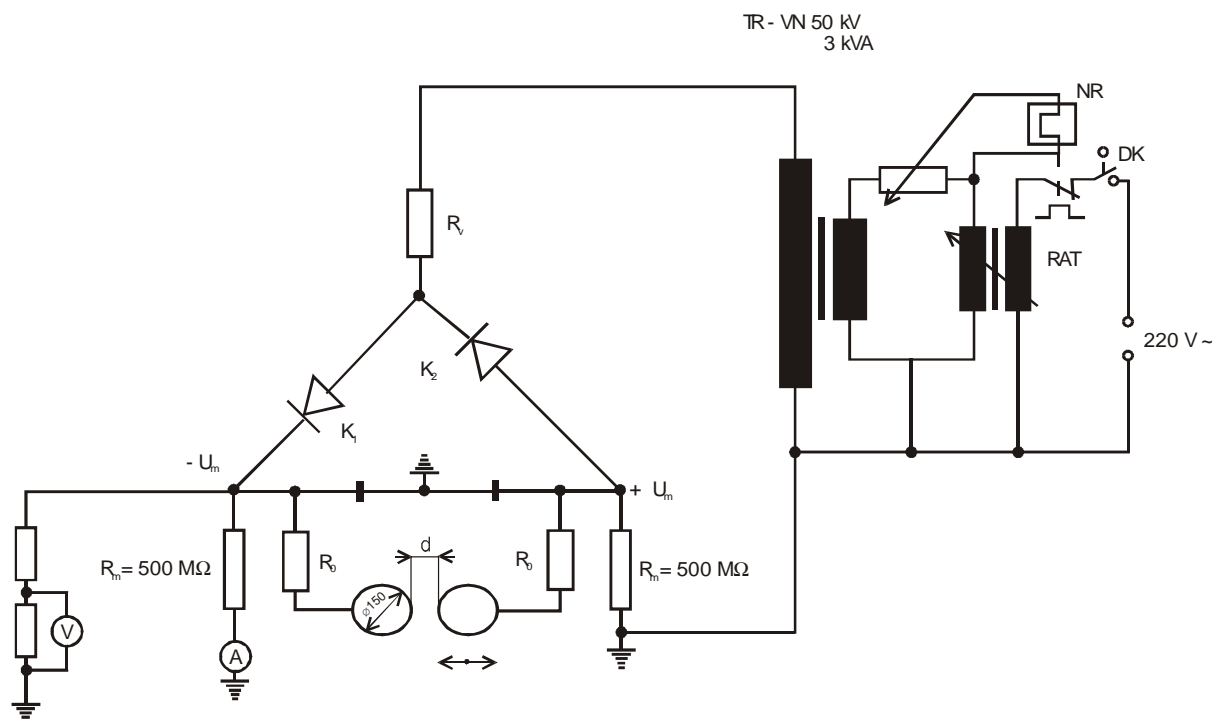 TR - VN 50 kV
3 kVA
NR
DK
RAT
220 V ~
Rv
K2
K1
- Um
+ Um
Rm = 500 MΩ
R0
d
R0
Rm = 500 MΩ
ø150
V
A